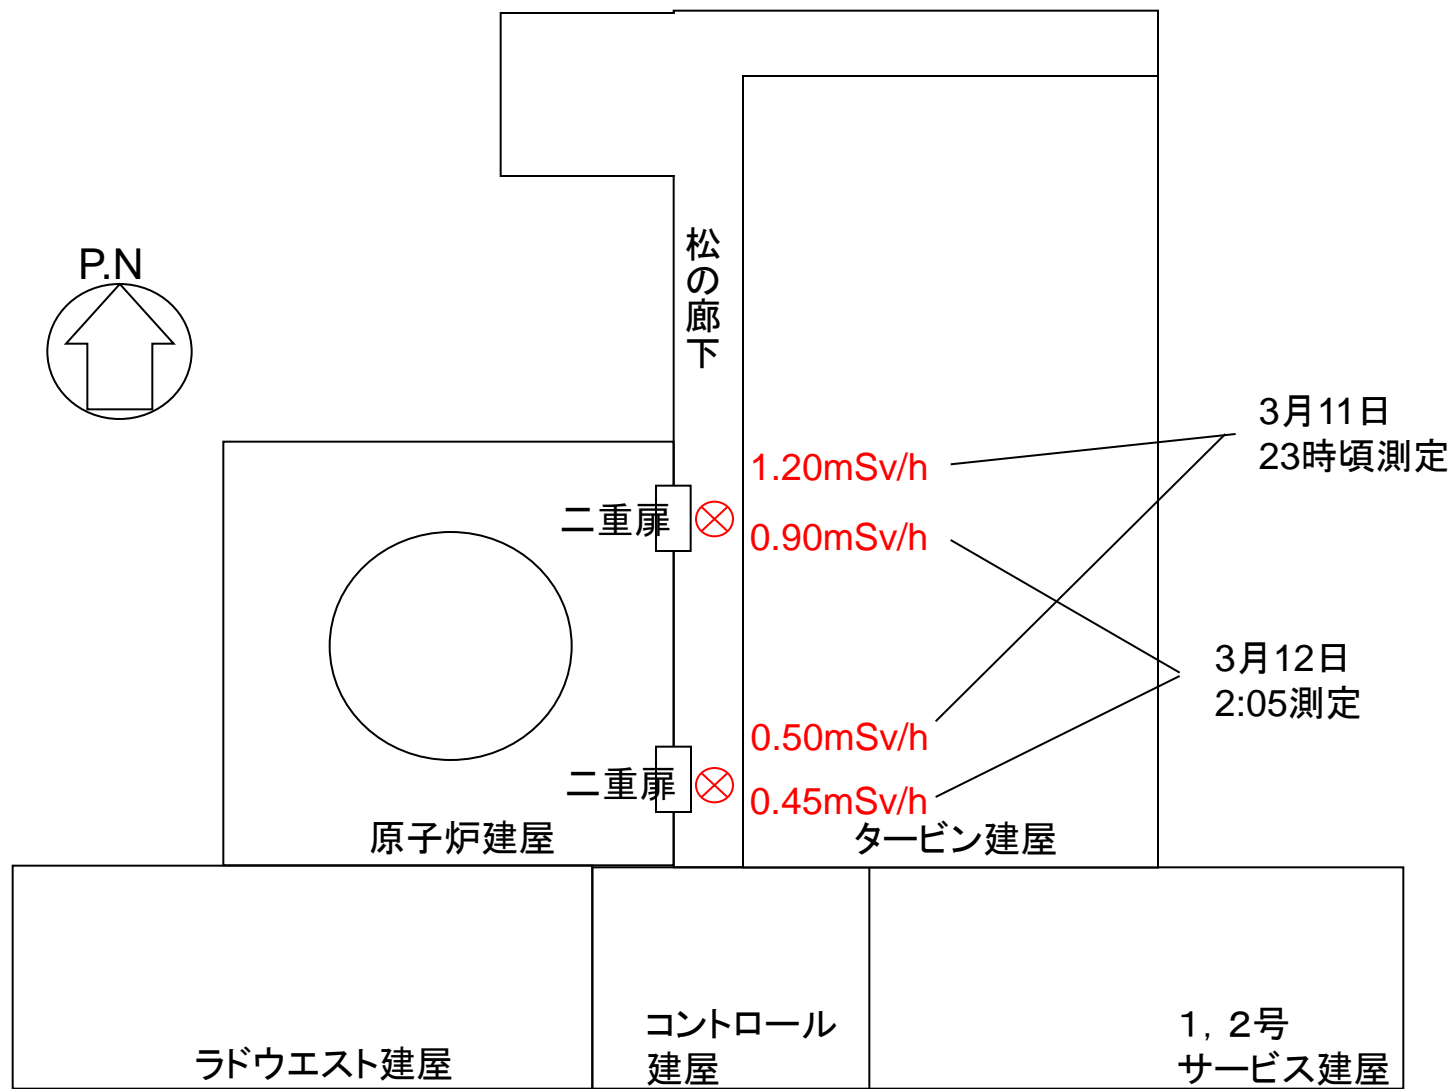 P.N
松の廊下
3月11日
23時頃測定
1.20mSv/h
二重扉
0.90mSv/h
3月12日
2:05測定
0.50mSv/h
二重扉
0.45mSv/h
原子炉建屋
タービン建屋
ラドウエスト建屋
コントロール
建屋
１，２号
サービス建屋